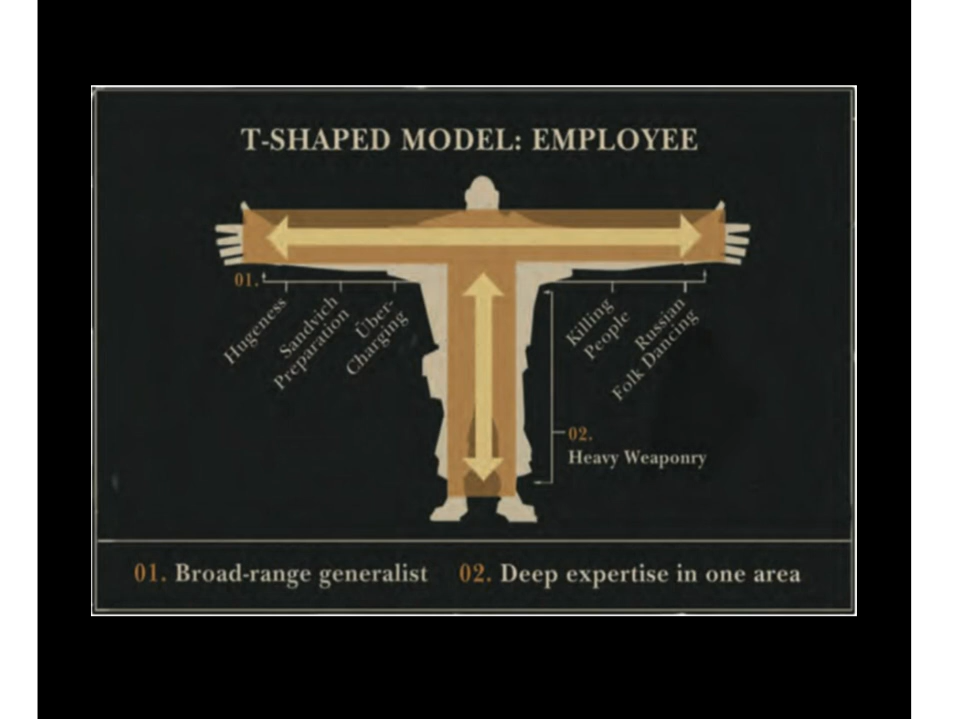 T-SHAPED MODEL: EMPLOYEE
01.
Hugeness
Sandvich
Preparation
Über-
Charging
Killing
People
Russian
Folk Dancing
02.
Heavy Weaponry
01. Broad-range generalist 02. Deep expertise in one area